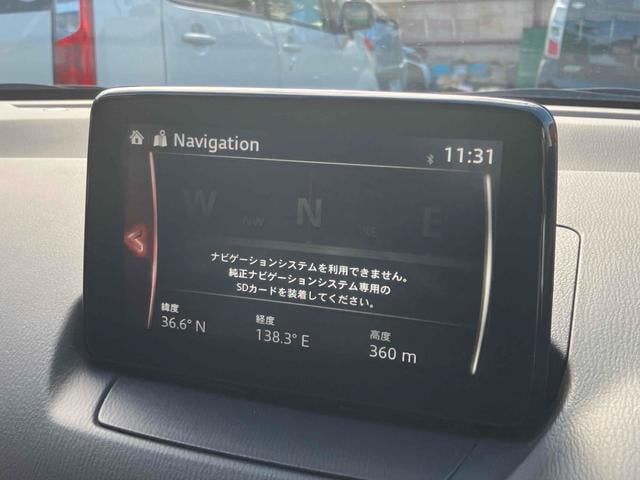 Navigation
11:31
W NW N NE E
ナビゲーションシステムを利用できません。
純正ナビゲーションシステム専用の
SDカードを装着してください。
緯度 経度 高度
36.6° N 138.3° E 360 m